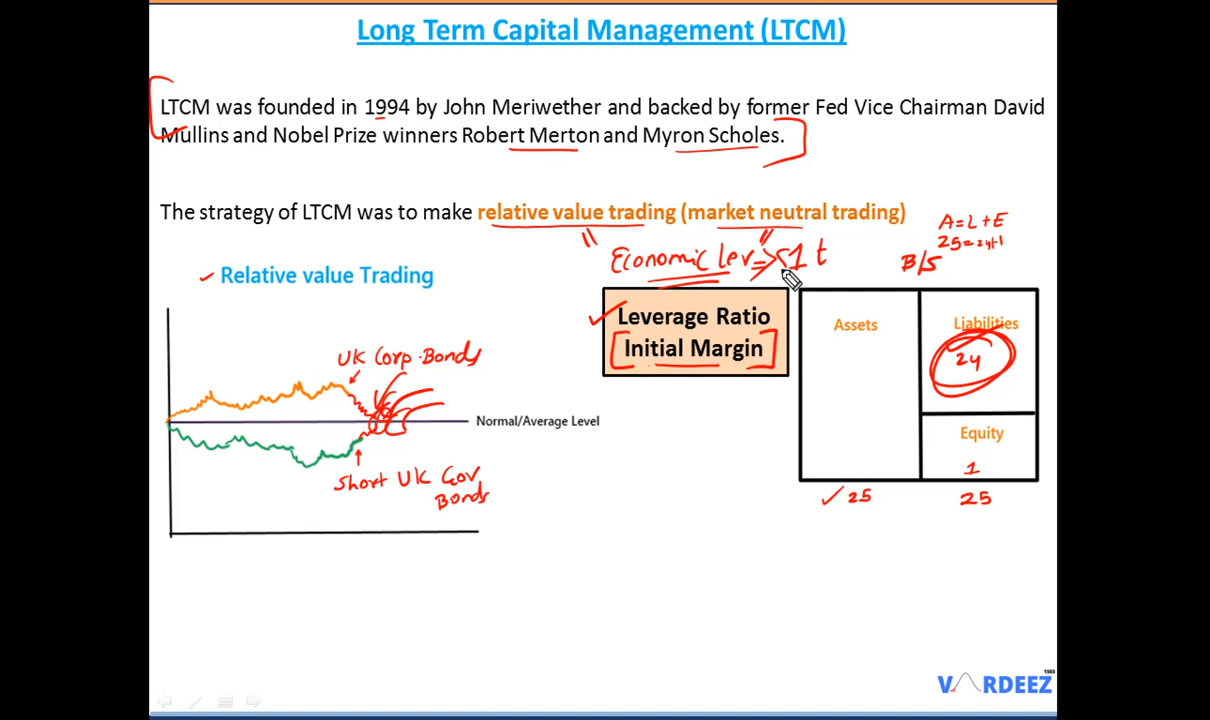 Long Term Capital Management (LTCM)
LTCM was founded in 1994 by John Meriwether and backed by former Fed Vice Chairman David
Mullins and Nobel Prize winners Robert Merton and Myron Scholes.
The strategy of LTCM was to make relative value trading (market neutral trading)
A=L+E
25=24+1
Economic lev
B/S
Relative value Trading
Leverage Ratio
Initial Margin
Assets
Liabilities
24
UK Corp. Bonds
Normal/Average Level
Equity
1
Short UK Gov
Bonds
25
25
VARDEEZ